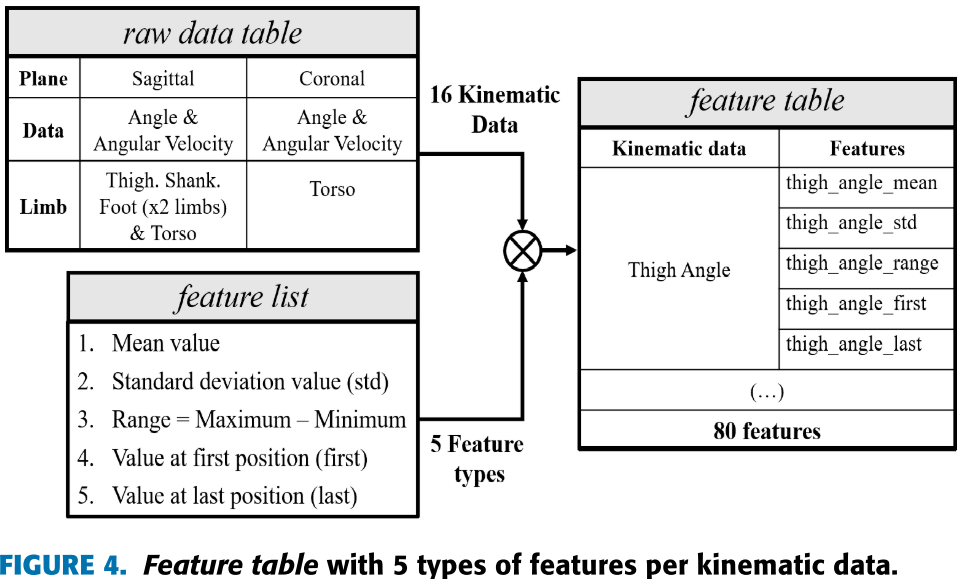 raw data table
Plane Sagittal Coronal
Data Angle & Angular Velocity Angle & Angular Velocity
Limb Thigh. Shank. Foot (x2 limbs) & Torso Torso
16 Kinematic
Data
feature list
1. Mean value
2. Standard deviation value (std)
3. Range = Maximum – Minimum
4. Value at first position (first)
5. Value at last position (last)
5 Feature
types
feature table
Kinematic data Features
Thigh Angle
thigh_angle_mean
thigh_angle_std
thigh_angle_range
thigh_angle_first
thigh_angle_last
(...)
80 features
FIGURE 4. Feature table with 5 types of features per kinematic data.